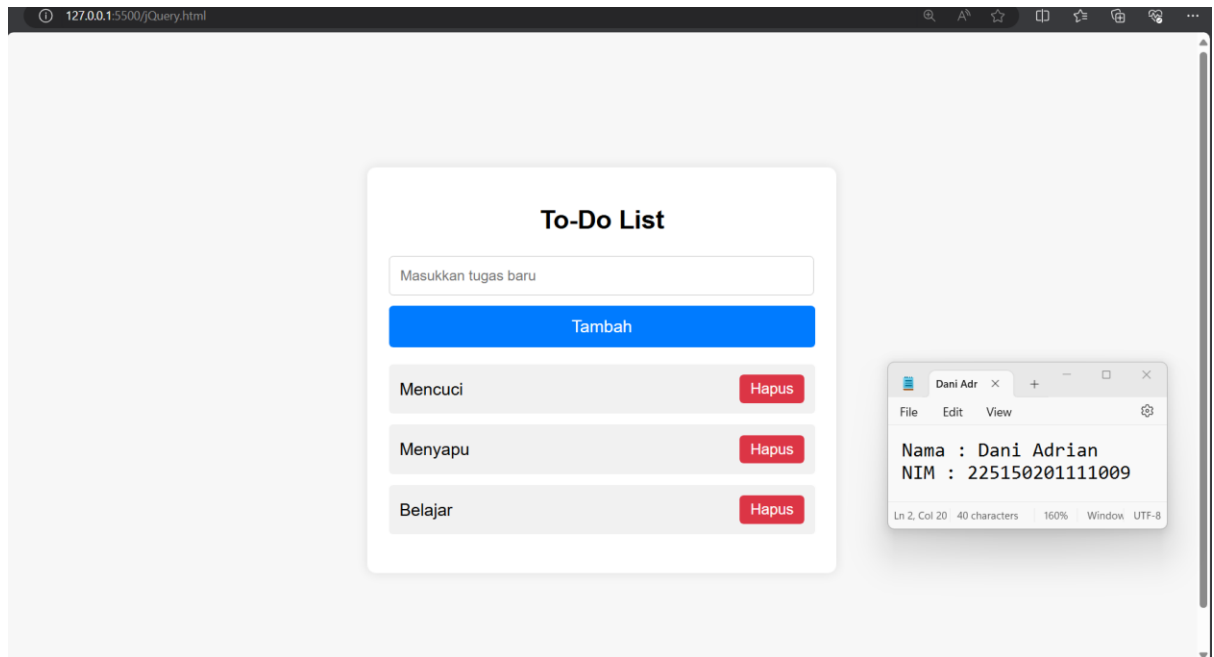 127.0.0.1:5500/jQuery.html
To-Do List
Masukkan tugas baru
Tambah
Mencuci Hapus
Menyapu Hapus
Belajar Hapus
Dani Adr
File Edit View
Nama : Dani Adrian
NIM : 225150201111009
Ln 2, Col 20 40 characters 160% Window UTF-8